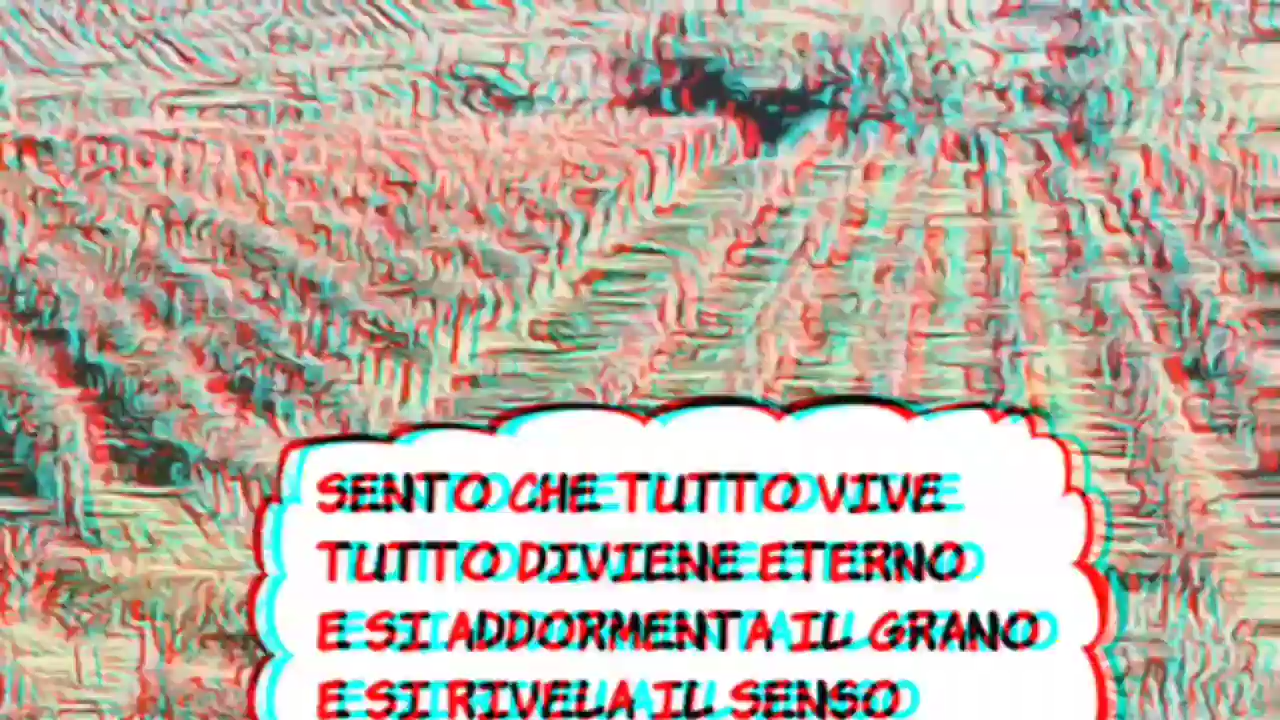 SENTO CHE TUTTO VIVE
TUTTO DIVIENE ETERNO
E SI ADDORMENTA IL GRANO
E SI RIVELA IL SENSO